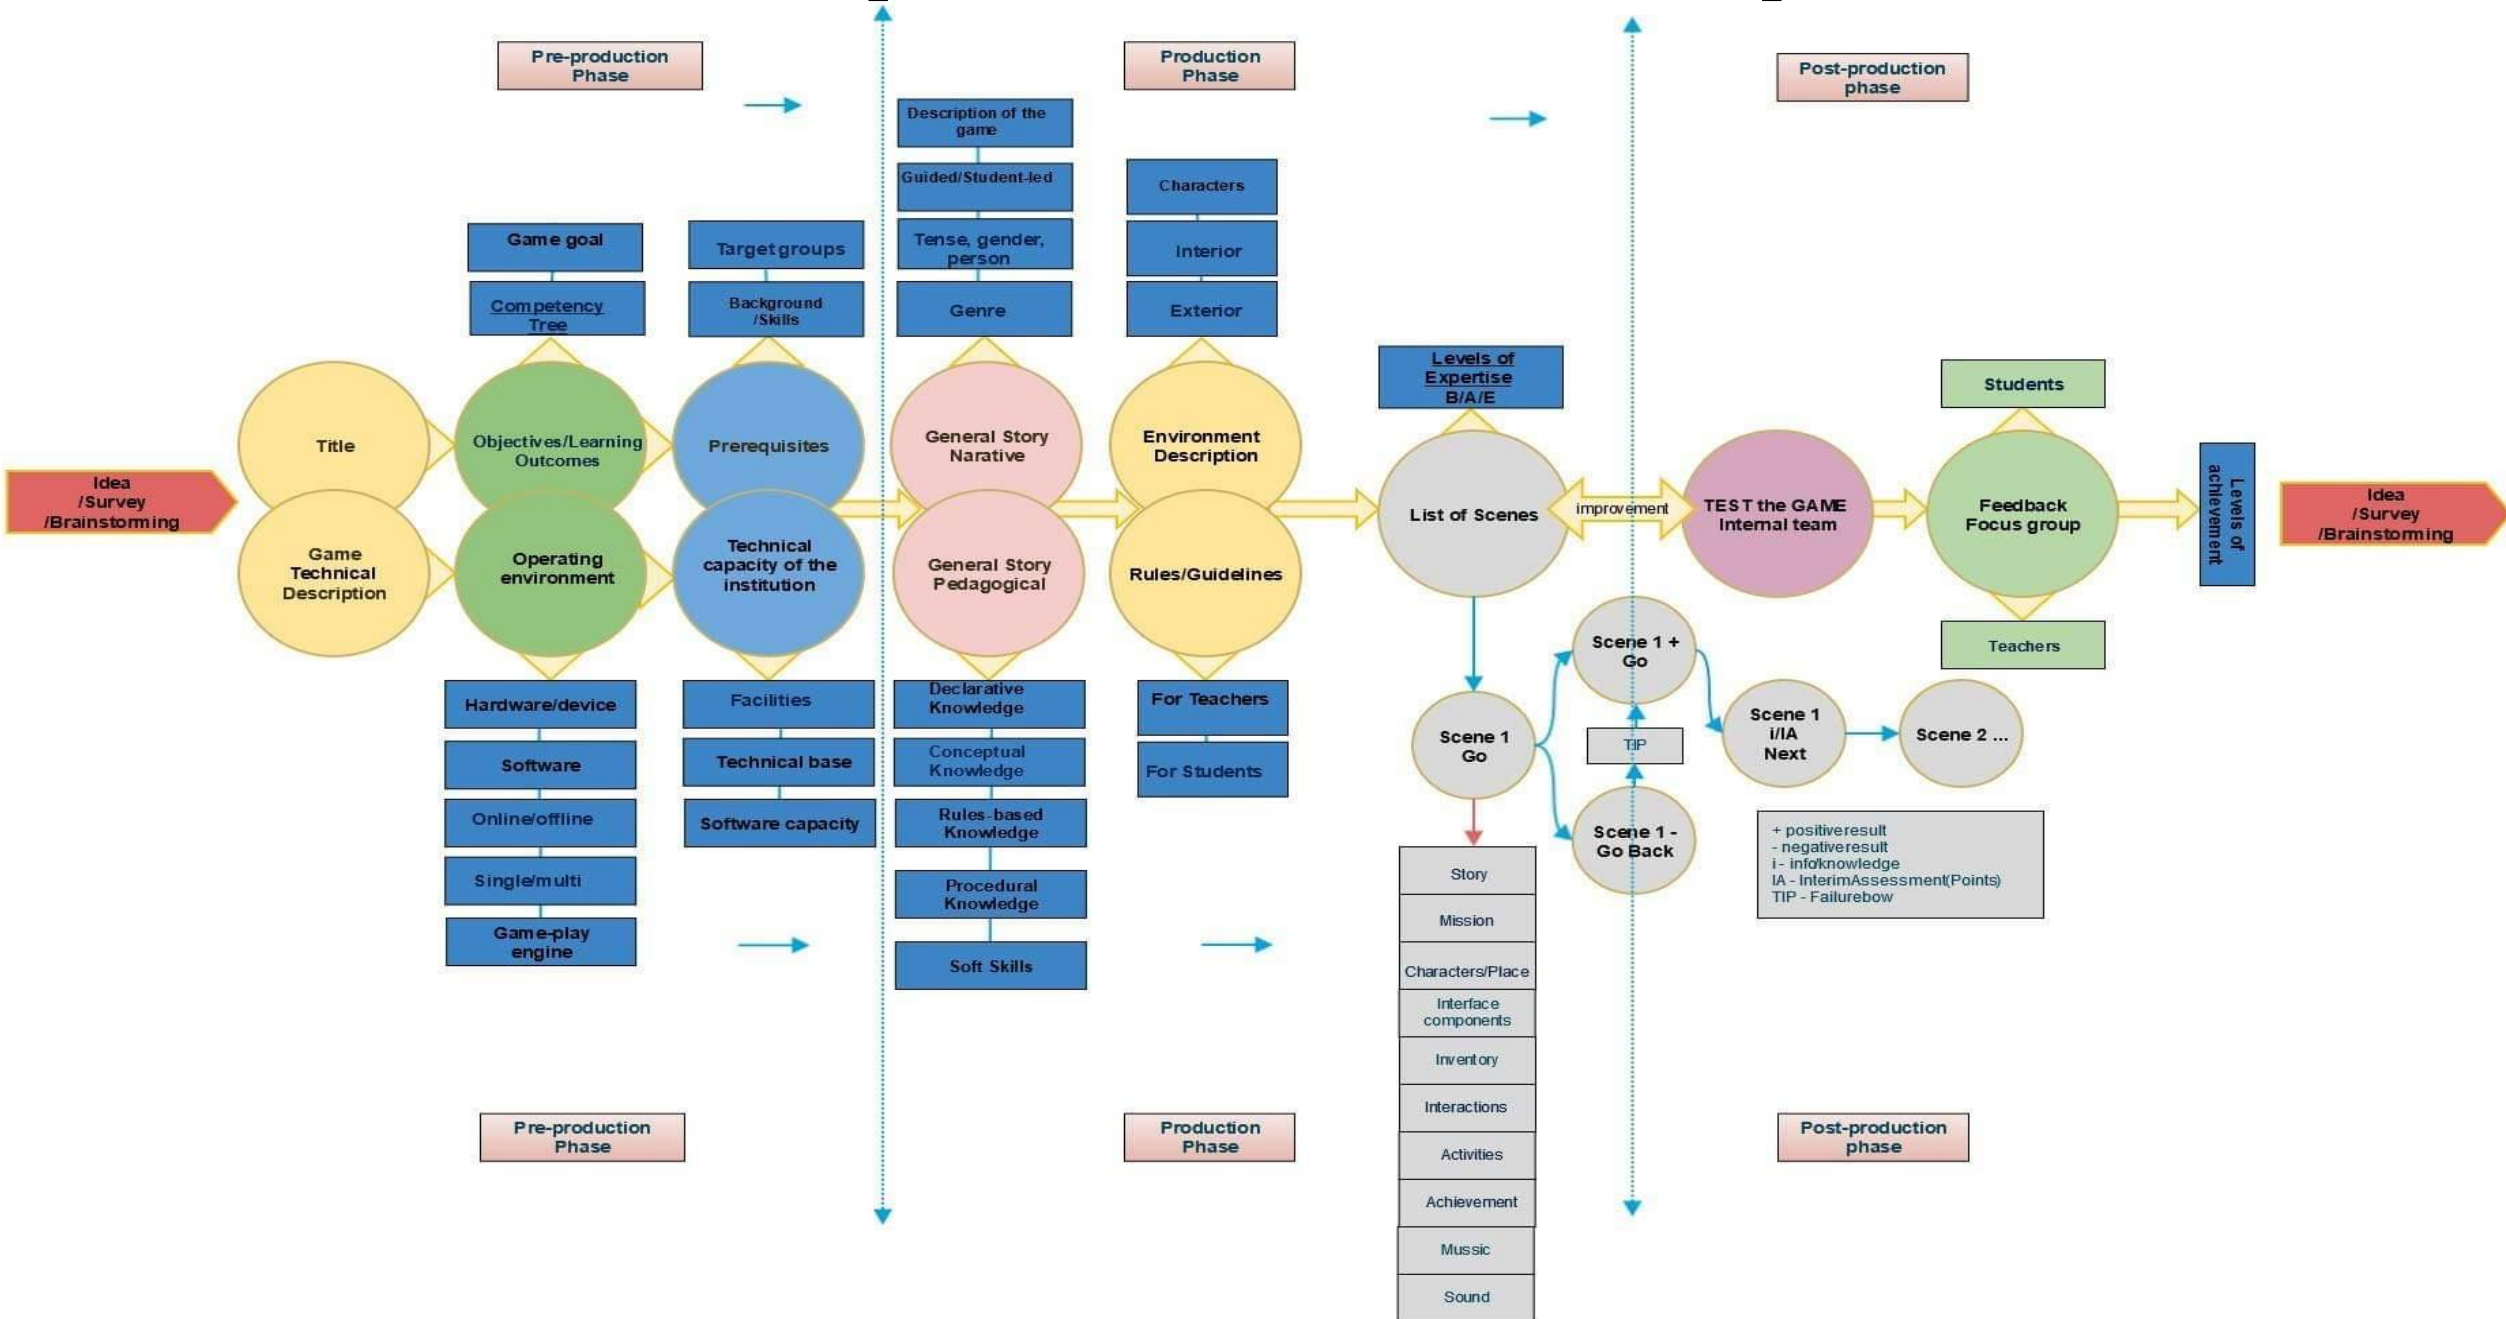 Pre-production
Phase
Production
Phase
Post-production
phase
Description of the
game
Guided/Student-led
Tense, gender,
person
Genre
Characters
Interior
Exterior
Game goal
Competency
Tree
Target groups
Background
/Skills
Levels of
Expertise
B/A/E
Students
Idea
/Survey
/Brainstorming
Title
Objectives/Learning
Outcomes
Prerequisites
General Story
Narative
Environment
Description
List of Scenes
improvement
TEST the GAME
Internal team
Feedback
Focus group
Levels of
achievement
Idea
/Survey
/Brainstorming
Game
Technical
Description
Operating
environment
Technical
capacity of the
institution
General Story
Pedagogical
Rules/Guidelines
Teachers
Hardware/device
Software
Online/offline
Single/multi
Game-play
engine
Facilities
Technical base
Software capacity
Declarative
Knowledge
Conceptual
Knowledge
Rules-based
Knowledge
Procedural
Knowledge
Soft Skills
For Teachers
For Students
Scene 1
Go
Scene 1 +
Go
TIP
Scene 1 -
Go Back
Scene 1
i/IA
Next
Scene 2 ...
+ positiveresult
- negativeresult
i - info/knowledge
IA - InterimAssessment(Points)
TIP - Failurebow
Story
Mission
Characters/Place
Interface
components
Inventory
Interactions
Activities
Achievement
Mussic
Sound
Pre-production
Phase
Production
Phase
Post-production
phase